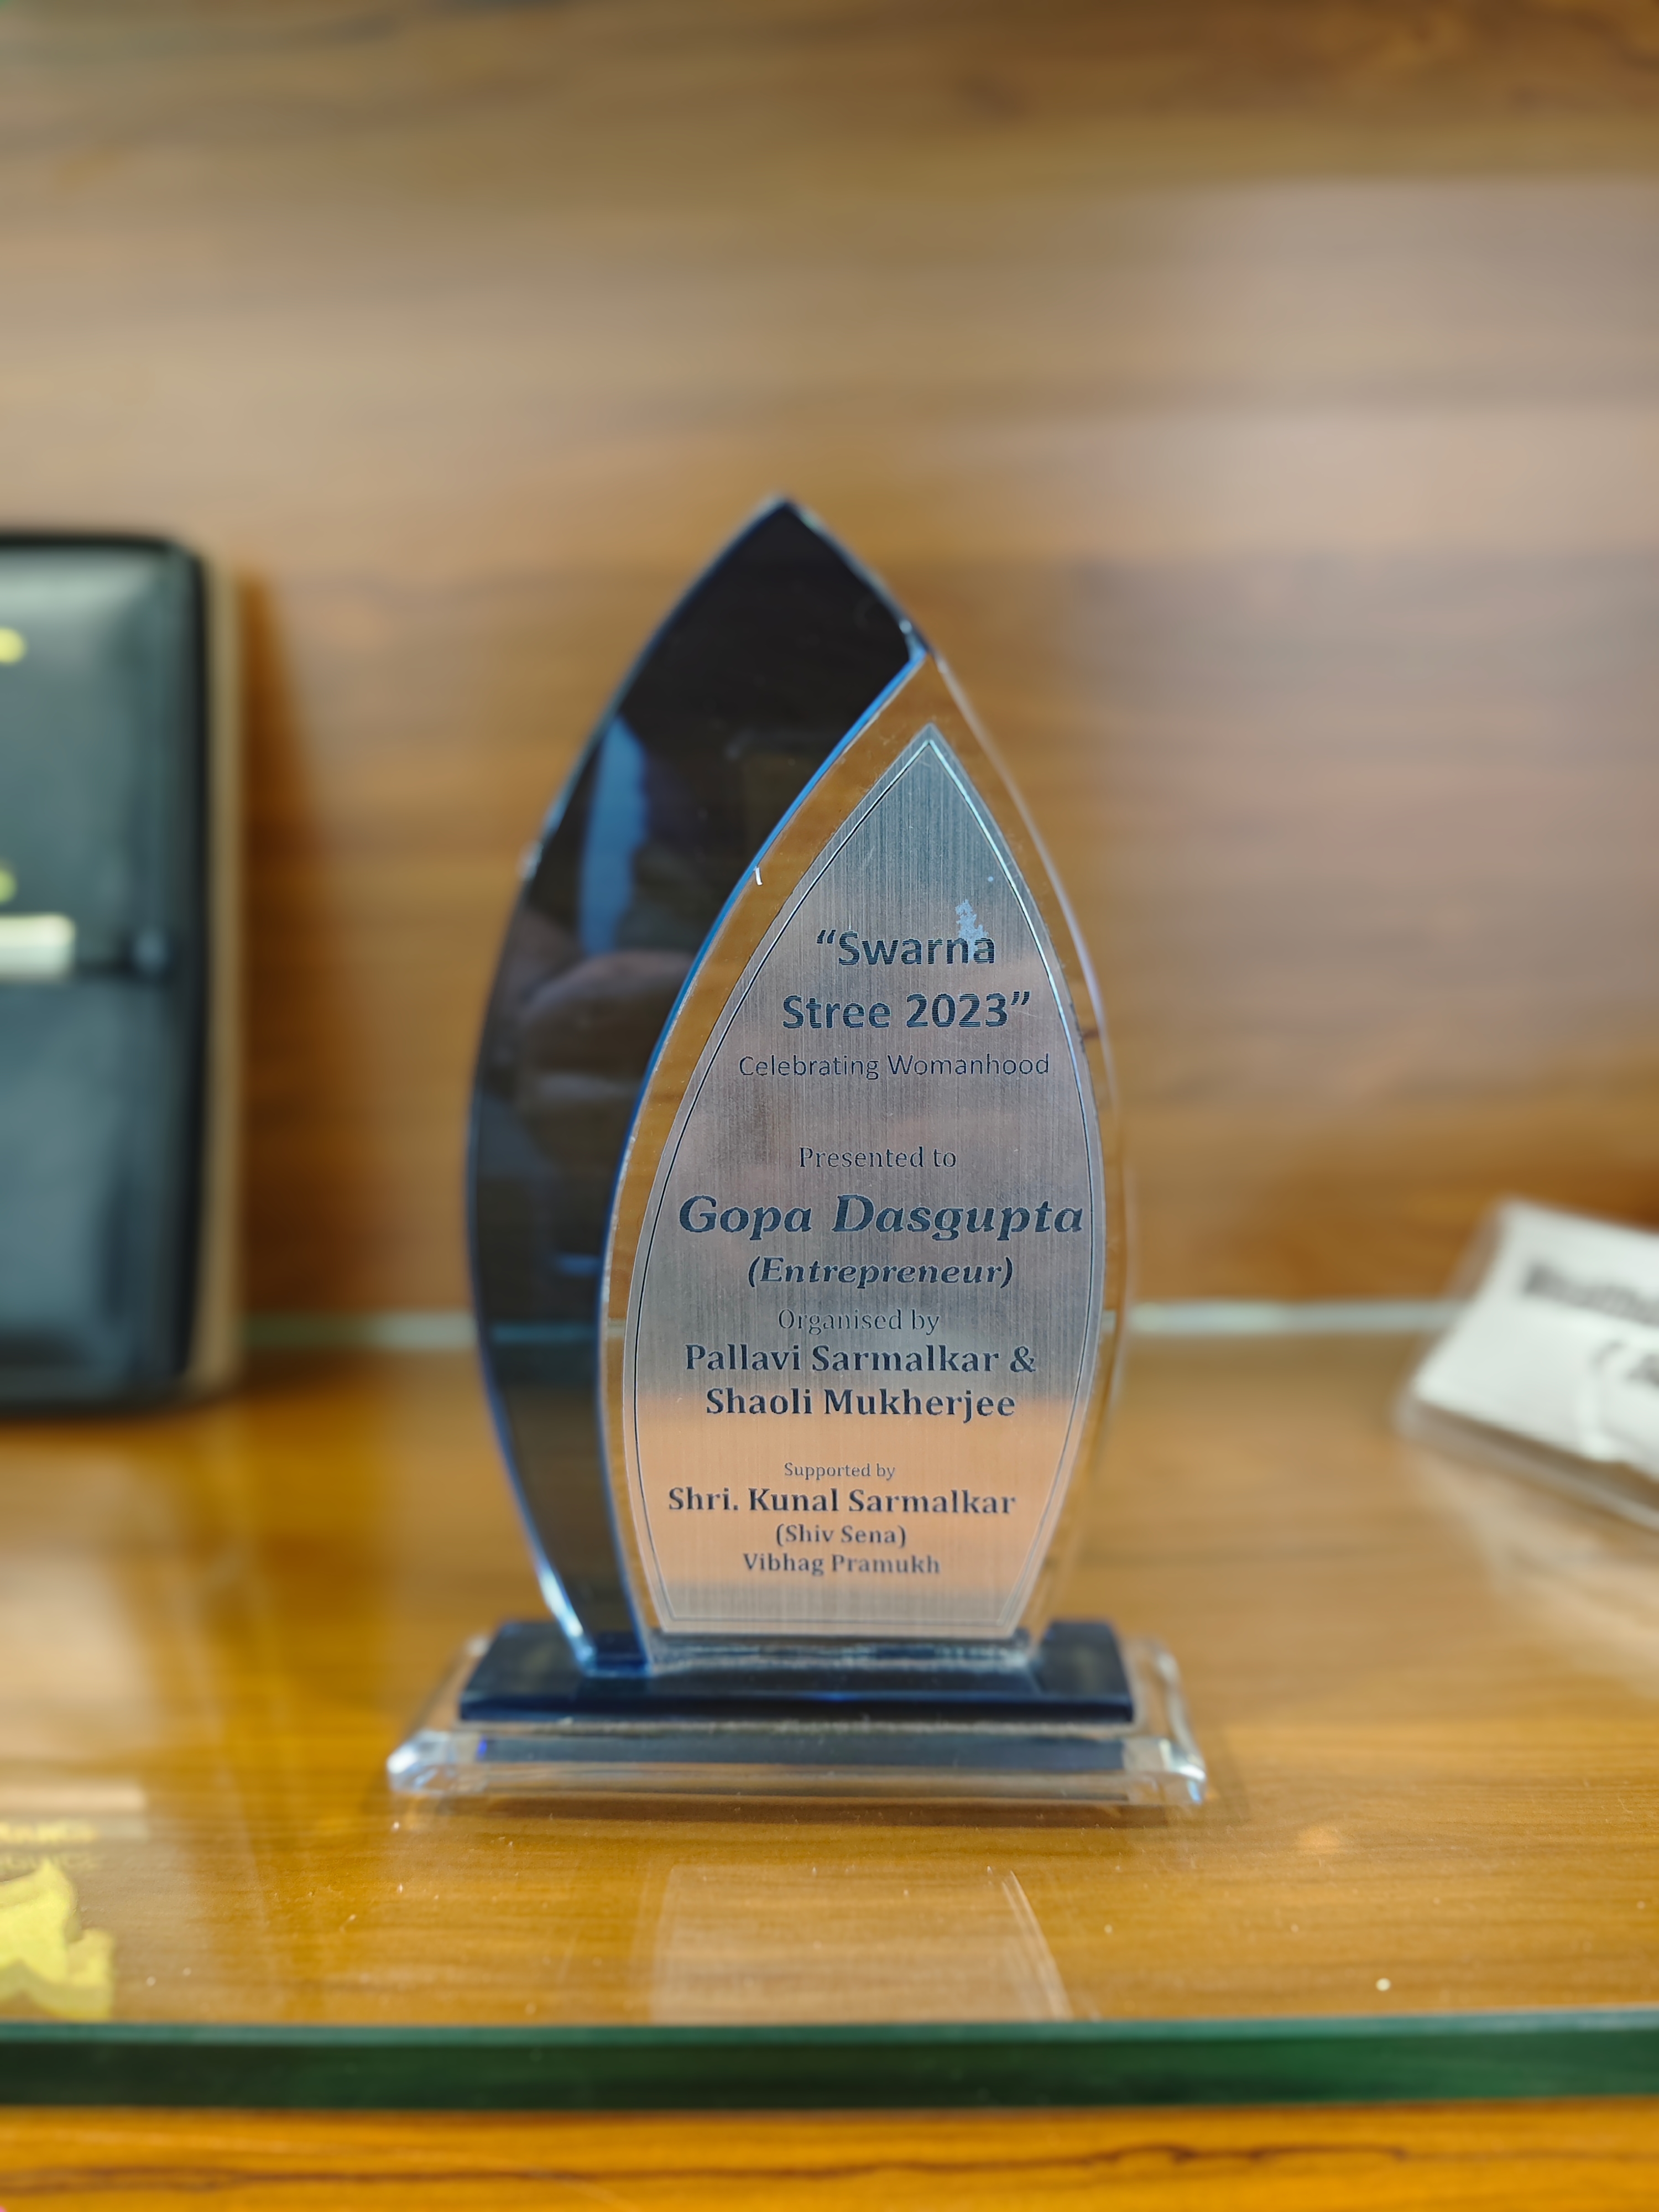 “Swarna
Stree 2023”
Celebrating Womanhood
Presented to
Gopa Dasgupta
(Entrepreneur)
Organised by
Pallavi Sarmalkar &
Shaoli Mukherjee
Supported by
Shri. Kunal Sarmalkar
(Shiv Sena)
Vibhag Pramukh